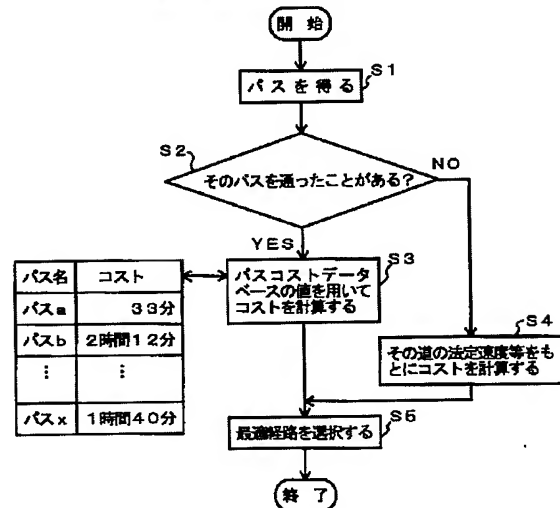 開 始
S1
パスを得る
S2
そのパスを通ったことがある？
NO
YES
S3
パスコストデータ
ベースの値を用いて
コストを計算する
パス名 コスト
パスa 33分
パスb 2時間12分
⋮ ⋮
パスx 1時間40分
S4
その道の法定速度等をも
とにコストを計算する
S5
最適経路を選択する
終 了